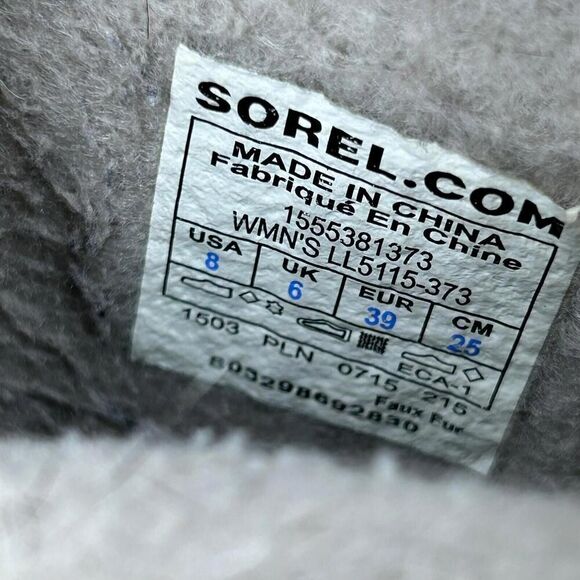 SOREL.COM
MADE IN CHINA
Fabriqué En Chine
1555381373
WMN'S LL5115-373
USA UK EUR CM
8 6 39 25
ECA-1
1503 PLN 0715 215
Faux Fur
803298692830